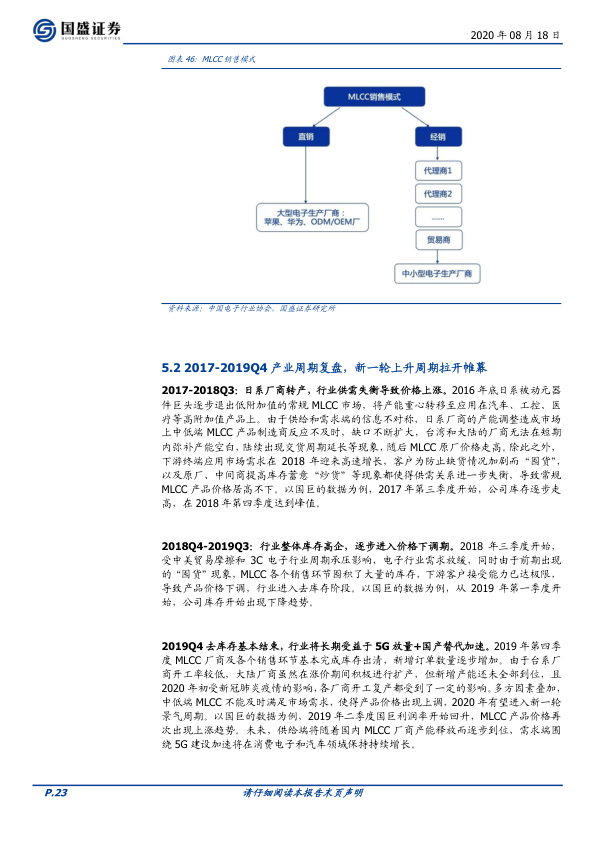 国盛证券
GUOSHENG SECURITIES
2020 年 08 月 18 日
图表 46：MLCC 销售模式
MLCC销售模式
直销
经销
代理商1
代理商2
……
贸易商
大型电子生产厂商：
苹果、华为、ODM/OEM厂
中小型电子生产厂商
资料来源：中国电子行业协会，国盛证券研究所
5.2 2017-2019Q4 产业周期复盘，新一轮上升周期拉开帷幕
2017-2018Q3：日系厂商转产，行业供需失衡导致价格上涨。2016 年底日系被动元器
件巨头逐步退出低附加值的常规 MLCC 市场，将产能重心转移至应用在汽车、工控、医
疗等高附加值产品上。由于供给和需求端的信息不对称，日系厂商的产能调整造成市场
上中低端 MLCC 产品制造商反应不及时，缺口不断扩大，台湾和大陆的厂商无法在短期
内弥补产能空白，陆续出现交货周期延长等现象，随后 MLCC 原厂价格走高。除此之外，
下游终端应用市场需求在 2018 年迎来高速增长，客户为防止缺货情况加剧而“囤货”，
以及原厂、中间商提高库存蓄意“炒货”等现象都使得供需关系进一步失衡，导致常规
MLCC 产品价格居高不下。以国巨的数据为例，2017 年第三季度开始，公司库存逐步走
高，在 2018 年第四季度达到峰值。
2018Q4-2019Q3：行业整体库存高企，逐步进入价格下调期。2018 年三季度开始，
受中美贸易摩擦和 3C 电子行业周期承压影响，电子行业需求放缓，同时由于前期出现
的“囤货”现象，MLCC 各个销售环节囤积了大量的库存，下游客户接受能力已达极限，
导致产品价格下调，行业进入去库存阶段。以国巨的数据为例，从 2019 年第一季度开
始，公司库存开始出现下降趋势。
2019Q4 去库存基本结束，行业将长期受益于 5G 放量+国产替代加速。2019 年第四季
度 MLCC 厂商及各个销售环节基本完成库存出清，新增订单数量逐步增加。由于台系厂
商开工率较低，大陆厂商虽然在涨价期间积极进行扩产，但新增产能还未全部到位，且
2020 年初受新冠肺炎疫情的影响，各厂商开工复产都受到了一定的影响。多方因素叠加，
中低端 MLCC 不能及时满足市场需求，使得产品价格出现上调，2020 年有望进入新一轮
景气周期。以国巨的数据为例，2019 年二季度国巨利润率开始回升，MLCC 产品价格再
次出现上涨趋势。未来，供给端将随着国内 MLCC 厂商产能释放而逐步到位，需求端围
绕 5G 建设加速将在消费电子和汽车领域保持持续增长。
P.23
请仔细阅读本报告末页声明